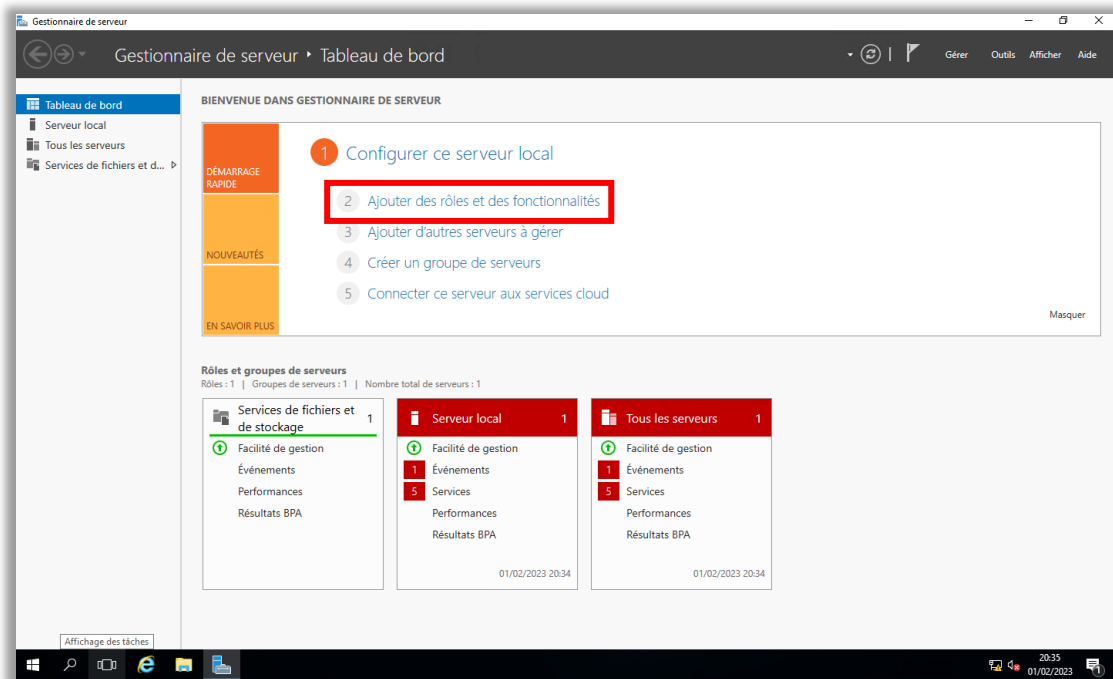 Gestionnaire de serveur
Gestionnaire de serveur ‣ Tableau de bord
Gérer Outils Afficher Aide
Tableau de bord
Serveur local
Tous les serveurs
Services de fichiers et d...
BIENVENUE DANS GESTIONNAIRE DE SERVEUR
DÉMARRAGE
RAPIDE
NOUVEAUTÉS
EN SAVOIR PLUS
1 Configurer ce serveur local
2 Ajouter des rôles et des fonctionnalités
3 Ajouter d'autres serveurs à gérer
4 Créer un groupe de serveurs
5 Connecter ce serveur aux services cloud
Masquer
Rôles et groupes de serveurs
Rôles : 1 | Groupes de serveurs : 1 | Nombre total de serveurs : 1
Services de fichiers et
de stockage 1
Facilité de gestion
Événements
Performances
Résultats BPA
Serveur local 1
Facilité de gestion
1 Événements
5 Services
Performances
Résultats BPA
01/02/2023 20:34
Tous les serveurs 1
Facilité de gestion
1 Événements
5 Services
Performances
Résultats BPA
01/02/2023 20:34
Affichage des tâches
20:35
01/02/2023
1